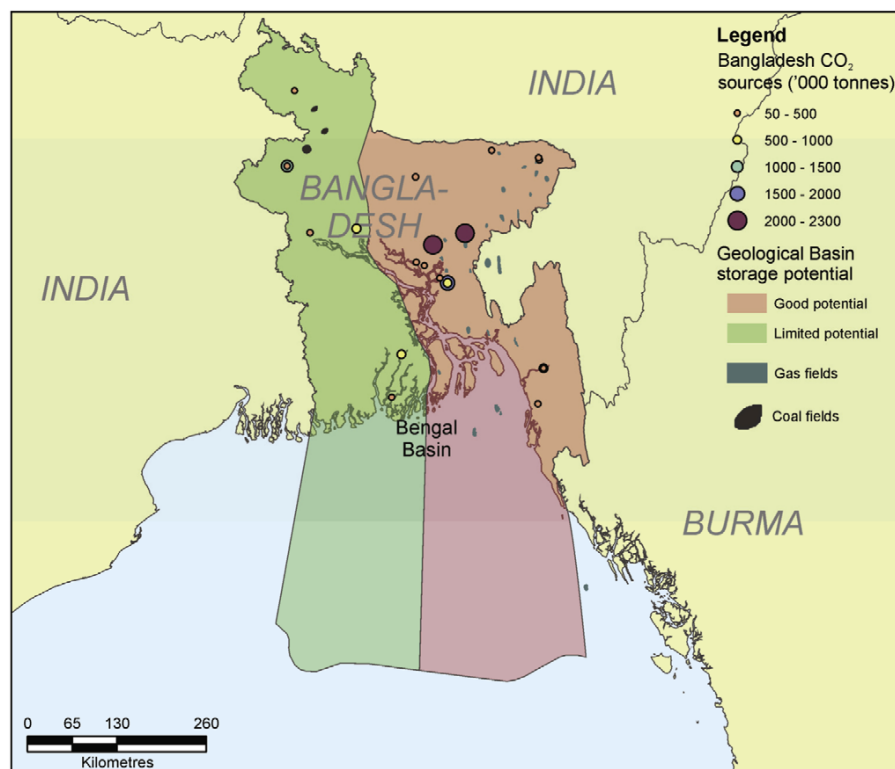 Legend
Bangladesh CO₂
sources ('000 tonnes)
50 - 500
500 - 1000
1000 - 1500
1500 - 2000
2000 - 2300
Geological Basin
storage potential
Good potential
Limited potential
Gas fields
Coal fields
INDIA
BANGLA-
DESH
INDIA
Bengal
Basin
BURMA
0 65 130 260
Kilometres